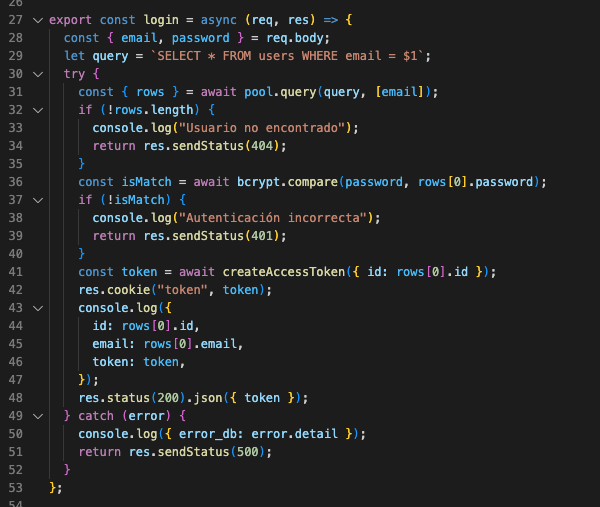 26
27 export const login = async (req, res) => {
28 const { email, password } = req.body;
29 let query = `SELECT * FROM users WHERE email = $1`;
30 try {
31 const { rows } = await pool.query(query, [email]);
32 if (!rows.length) {
33 console.log("Usuario no encontrado");
34 return res.sendStatus(404);
35 }
36 const isMatch = await bcrypt.compare(password, rows[0].password);
37 if (!isMatch) {
38 console.log("Autenticación incorrecta");
39 return res.sendStatus(401);
40 }
41 const token = await createAccessToken({ id: rows[0].id });
42 res.cookie("token", token);
43 console.log({
44 id: rows[0].id,
45 email: rows[0].email,
46 token: token,
47 });
48 res.status(200).json({ token });
49 } catch (error) {
50 console.log({ error_db: error.detail });
51 return res.sendStatus(500);
52 }
53 };
54